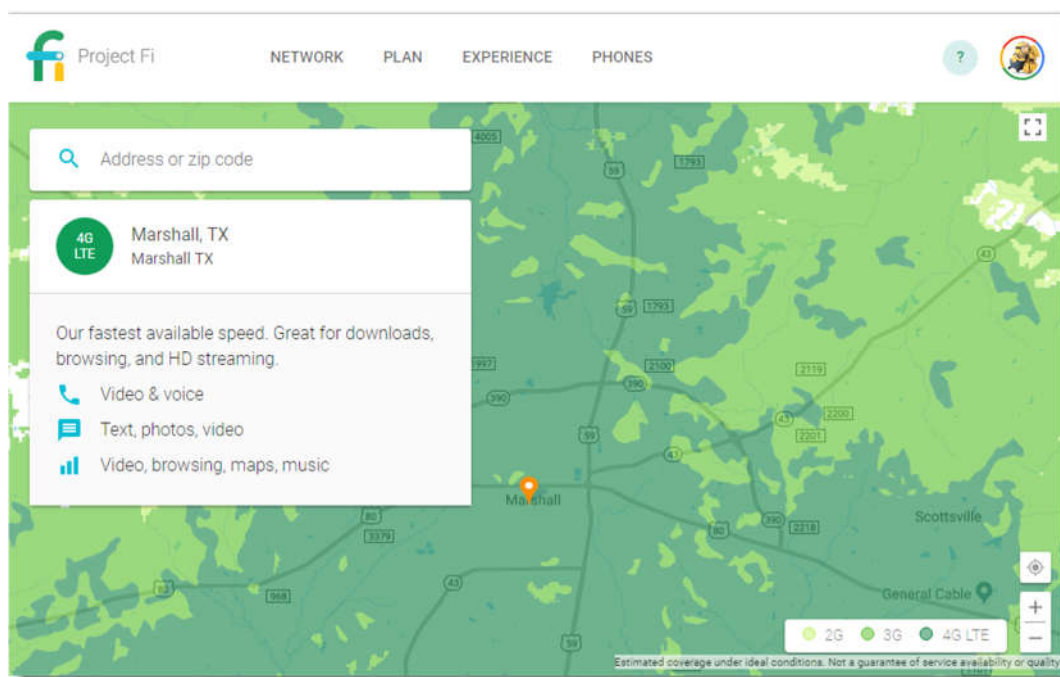 Project Fi
NETWORK PLAN EXPERIENCE PHONES
?
Address or zip code
4G
LTE
Marshall, TX
Marshall TX
Our fastest available speed. Great for downloads,
browsing, and HD streaming.
Video & voice
Text, photos, video
Video, browsing, maps, music
4005
1793
59
43
59
1793
1997
2100
2119
390
390
43
2200
2201
59
43
Marshall
80
3379
80
390
2218
Scottsville
43
968
General Cable
59
+
−
2G 3G 4G LTE
Estimated coverage under ideal conditions. Not a guarantee of service availability or quality